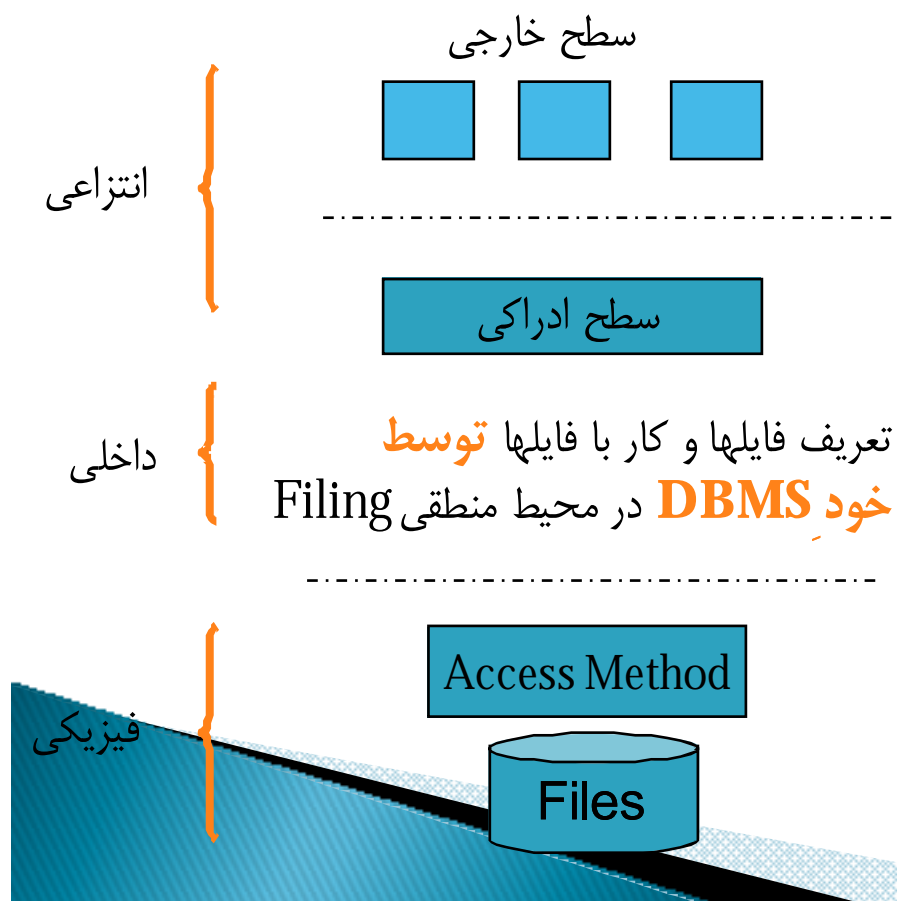 سطح خارجی
انتزاعی
سطح ادراکی
تعریف فایلها و کار با فایلها توسط
خودِ DBMS در محیط منطقی Filing
داخلی
Access Method
فیزیکی
Files